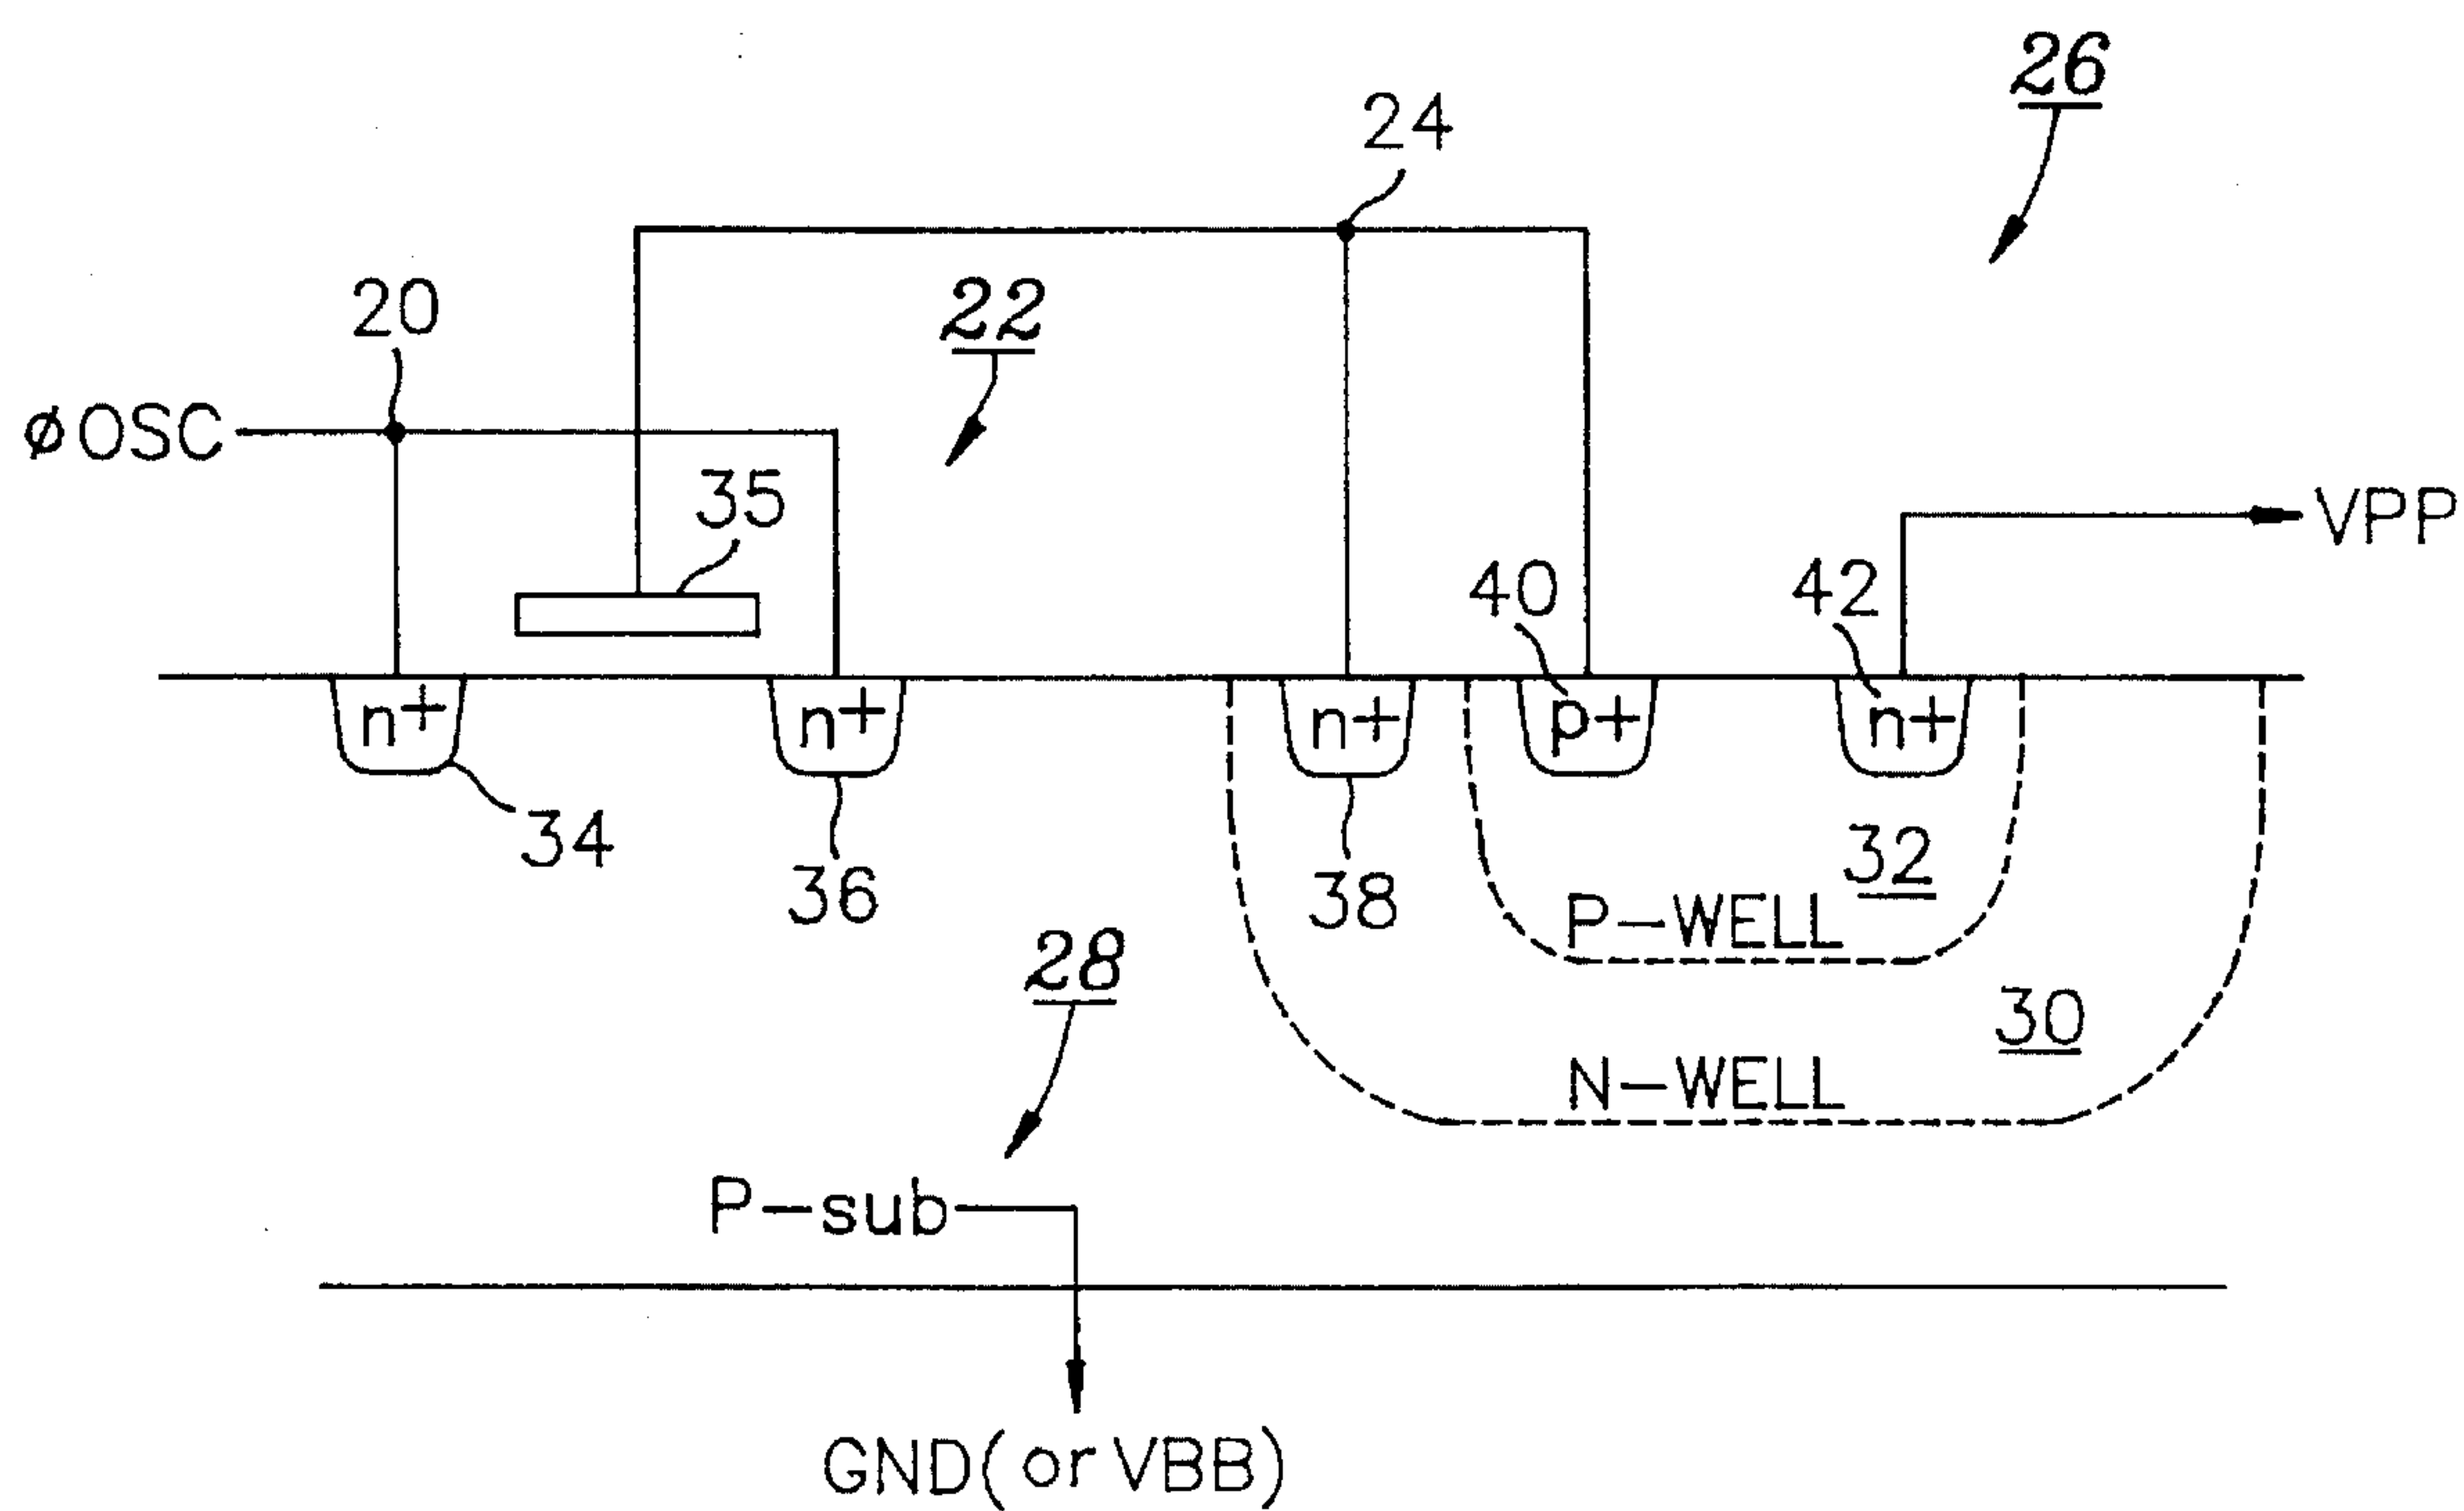 26
24
20
22
øOSC
35
VPP
40
42
n+
n+
n+
p+
n+
34
36
38
32
P-WELL
28
30
N-WELL
P-sub
GND(or VBB)